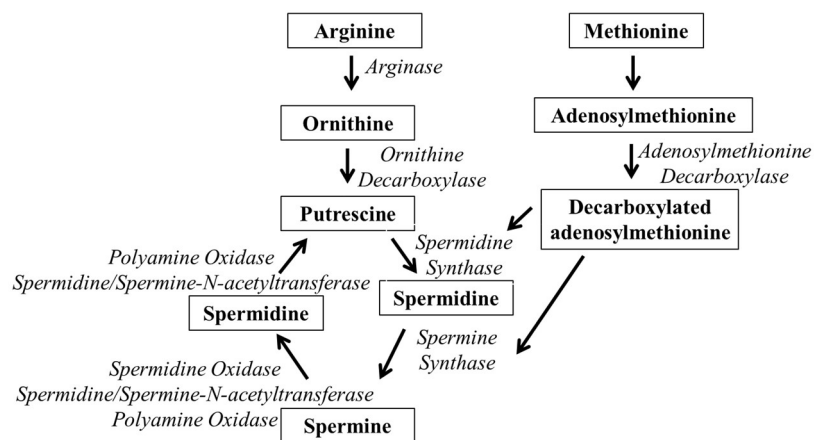 Arginine
Methionine
Arginase
Ornithine
Adenosylmethionine
Ornithine
Decarboxylase
Adenosylmethionine
Decarboxylase
Putrescine
Decarboxylated
adenosylmethionine
Polyamine Oxidase
Spermidine/Spermine-N-acetyltransferase
Spermidine
Synthase
Spermidine
Spermidine
Spermine
Synthase
Spermidine Oxidase
Spermidine/Spermine-N-acetyltransferase
Polyamine Oxidase
Spermine